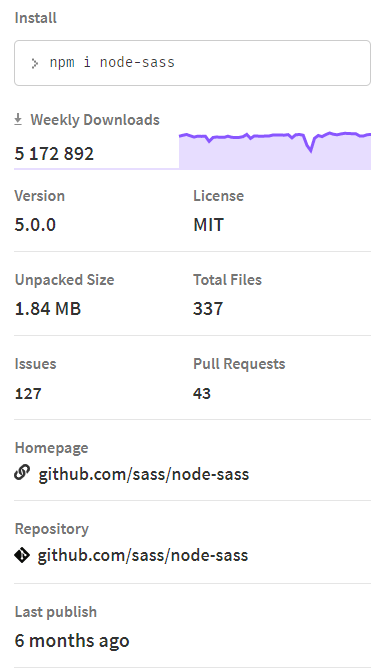 Install
> npm i node-sass
Weekly Downloads
5 172 892
Version
License
5.0.0
MIT
Unpacked Size
Total Files
1.84 MB
337
Issues
Pull Requests
127
43
Homepage
github.com/sass/node-sass
Repository
github.com/sass/node-sass
Last publish
6 months ago